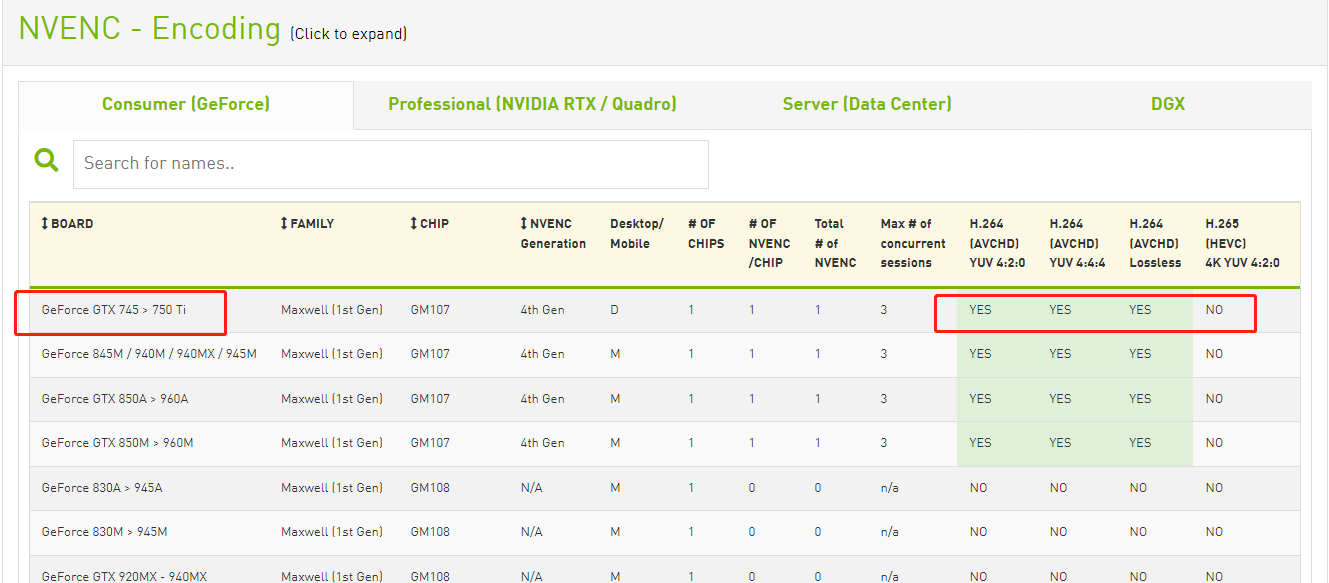 NVENC - Encoding (Click to expand)
Consumer (GeForce) Professional (NVIDIA RTX / Quadro) Server (Data Center) DGX
Search for names..
BOARD FAMILY CHIP NVENC Generation Desktop/ Mobile # OF CHIPS # OF NVENC /CHIP Total # of NVENC Max # of concurrent sessions H.264 (AVCHD) YUV 4:2:0 H.264 (AVCHD) YUV 4:4:4 H.264 (AVCHD) Lossless H.265 (HEVC) 4K YUV 4:2:0
GeForce GTX 745 > 750 Ti Maxwell (1st Gen) GM107 4th Gen D 1 1 1 3 YES YES YES NO
GeForce 845M / 940M / 940MX / 945M Maxwell (1st Gen) GM107 4th Gen M 1 1 1 3 YES YES YES NO
GeForce GTX 850A > 960A Maxwell (1st Gen) GM107 4th Gen M 1 1 1 3 YES YES YES NO
GeForce GTX 850M > 960M Maxwell (1st Gen) GM107 4th Gen M 1 1 1 3 YES YES YES NO
GeForce 830A > 945A Maxwell (1st Gen) GM108 N/A M 1 0 0 n/a NO NO NO NO
GeForce 830M > 945M Maxwell (1st Gen) GM108 N/A M 1 0 0 n/a NO NO NO NO
GeForce GTX 920MX - 940MX Maxwell (1st Gen) GM108 N/A M 1 0 0 n/a NO NO NO NO